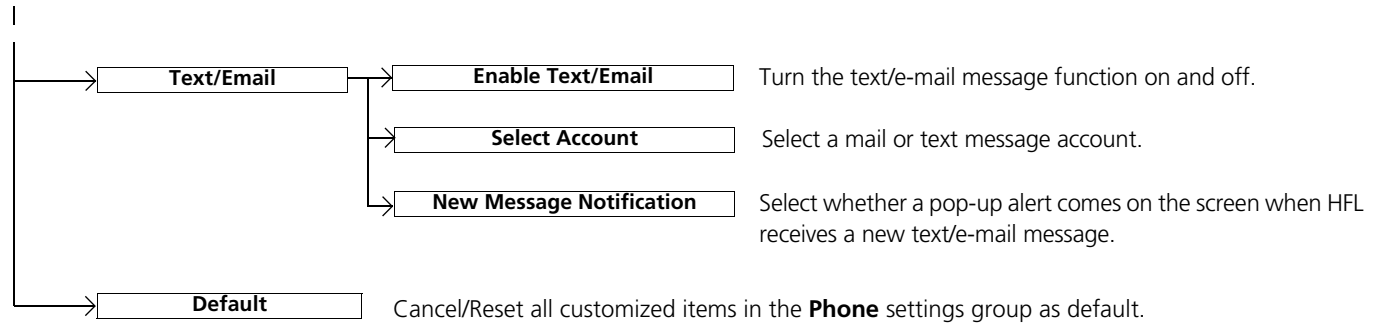 Text/Email
Enable Text/Email
Turn the text/e-mail message function on and off.
Select Account
Select a mail or text message account.
New Message Notification
Select whether a pop-up alert comes on the screen when HFL
receives a new text/e-mail message.
Default
Cancel/Reset all customized items in the Phone settings group as default.